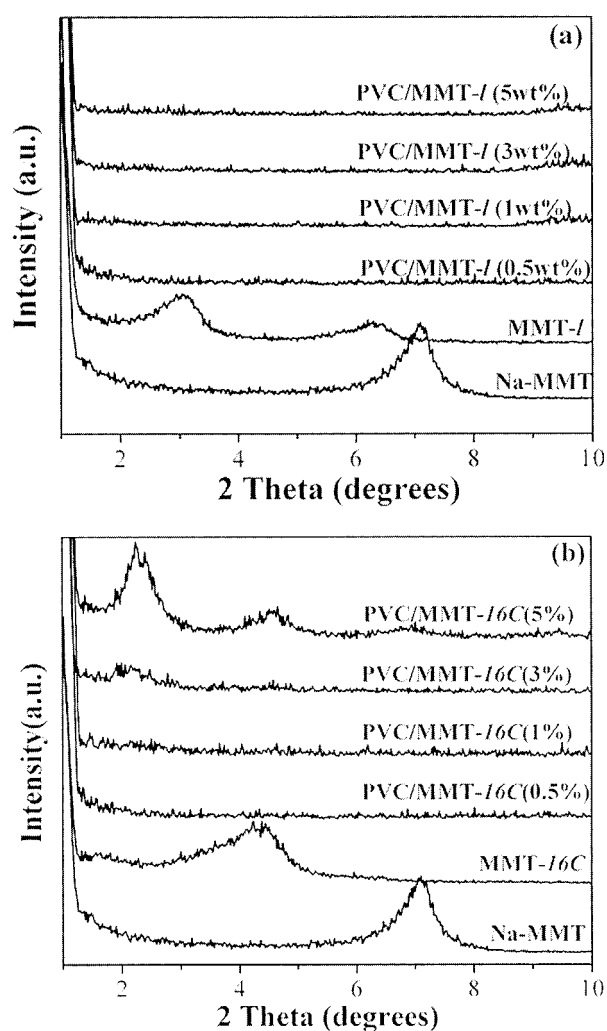 (a)
PVC/MMT-l (5wt%)
PVC/MMT-l (3wt%)
PVC/MMT-l (1wt%)
PVC/MMT-l (0.5wt%)
MMT-l
Na-MMT
Intensity (a.u.)
2 4 6 8 10
2 Theta (degrees)
(b)
PVC/MMT-16C(5%)
PVC/MMT-16C(3%)
PVC/MMT-16C(1%)
PVC/MMT-16C(0.5%)
MMT-16C
Na-MMT
Intensity(a.u.)
2 4 6 8 10
2 Theta (degrees)